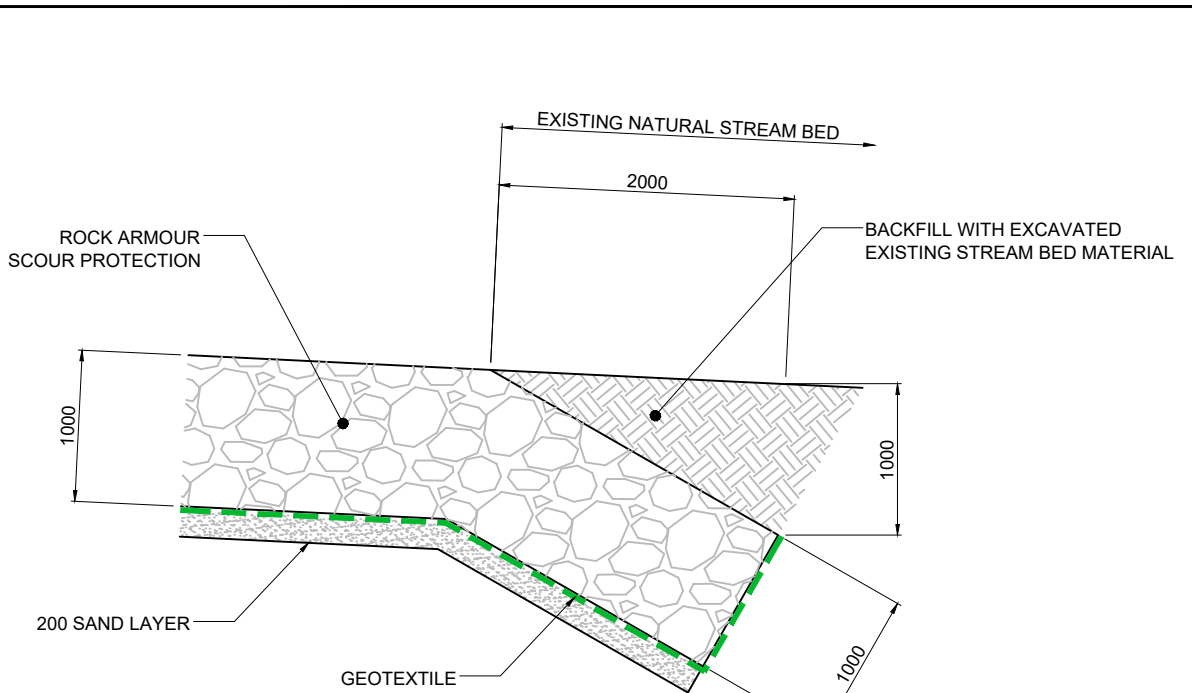 EXISTING NATURAL STREAM BED
2000
ROCK ARMOUR
SCOUR PROTECTION
BACKFILL WITH EXCAVATED
EXISTING STREAM BED MATERIAL
1000
1000
200 SAND LAYER
GEOTEXTILE
1000